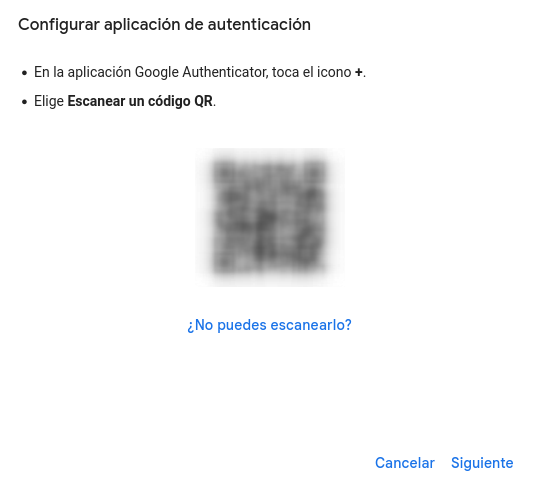 Configurar aplicación de autenticación
• En la aplicación Google Authenticator, toca el icono +.
• Elige Escanear un código QR.
¿No puedes escanearlo?
Cancelar Siguiente